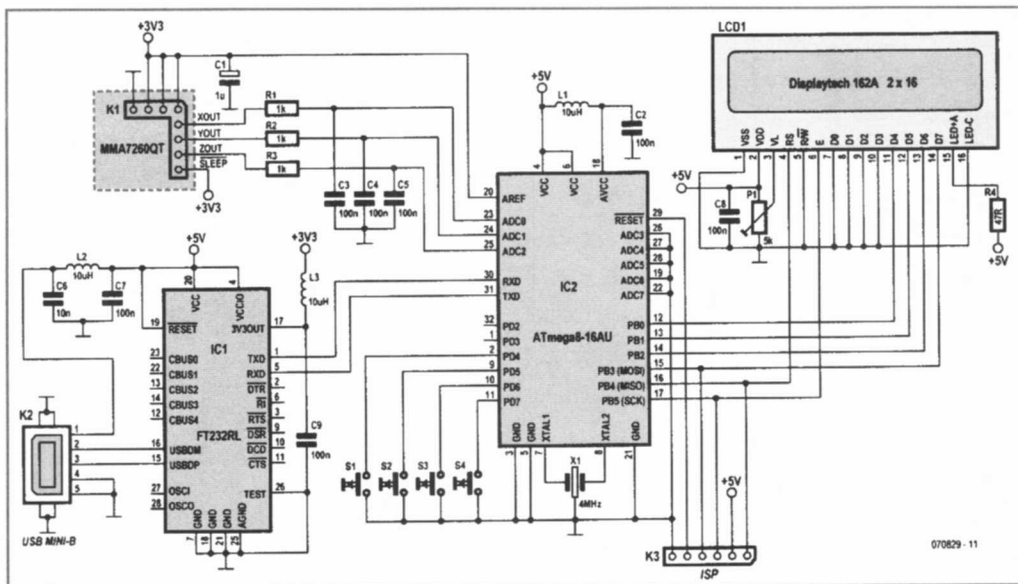 +3V3
K1
MMA7260QT
XOUT
YOUT
ZOUT
SLEEP
+3V3
C1
1u
R1
1k
R2
1k
R3
1k
C3
100n
C4
100n
C5
100n
+5V
L1
10uH
C2
100n
4
VCC
6
VCC
18
AVCC
LCD1
Displaytech 162A 2 x 16
VSS
VDD
VL
RS
R/W
E
D0
D1
D2
D3
D4
D5
D6
D7
LED+A
LED-C
1
2
3
4
5
6
7
8
9
10
11
12
13
14
15
16
+5V
C8
100n
P1
5k
R4
47R
+5V
20 AREF
23 ADC0
24 ADC1
25 ADC2
30 RXD
31 TXD
32 PD2
1 PD3
2 PD4
9 PD5
10 PD6
11 PD7
IC2
ATmega8-16AU
RESET 29
ADC3 26
ADC4 27
ADC5 28
ADC6 19
ADC7 22
PB0 12
PB1 13
PB2 14
PB3 (MOSI) 15
PB4 (MISO) 16
PB5 (SCK) 17
GND
3
GND
5
XTAL1
7
XTAL2
8
GND
21
X1
4MHz
S1
S2
S3
S4
+5V
L2
10uH
C6
10n
C7
100n
+3V3
L3
10uH
C9
100n
20
VCC
4
VCCIO
19 RESET
3V3OUT 17
IC1
23 CBUS0
22 CBUS1
13 CBUS2
14 CBUS3
12 CBUS4
TXD 1
RXD 5
DTR 2
RI 6
RTS 3
DSR 9
DCD 10
CTS 11
FT232RL
16 USBDM
15 USBDP
27 OSCI
28 OSCO
TEST 26
GND
7
GND
18
GND
21
AGND
25
K2
1
2
3
4
5
USB MINI-B
+5V
K3
ISP
070829 - 11